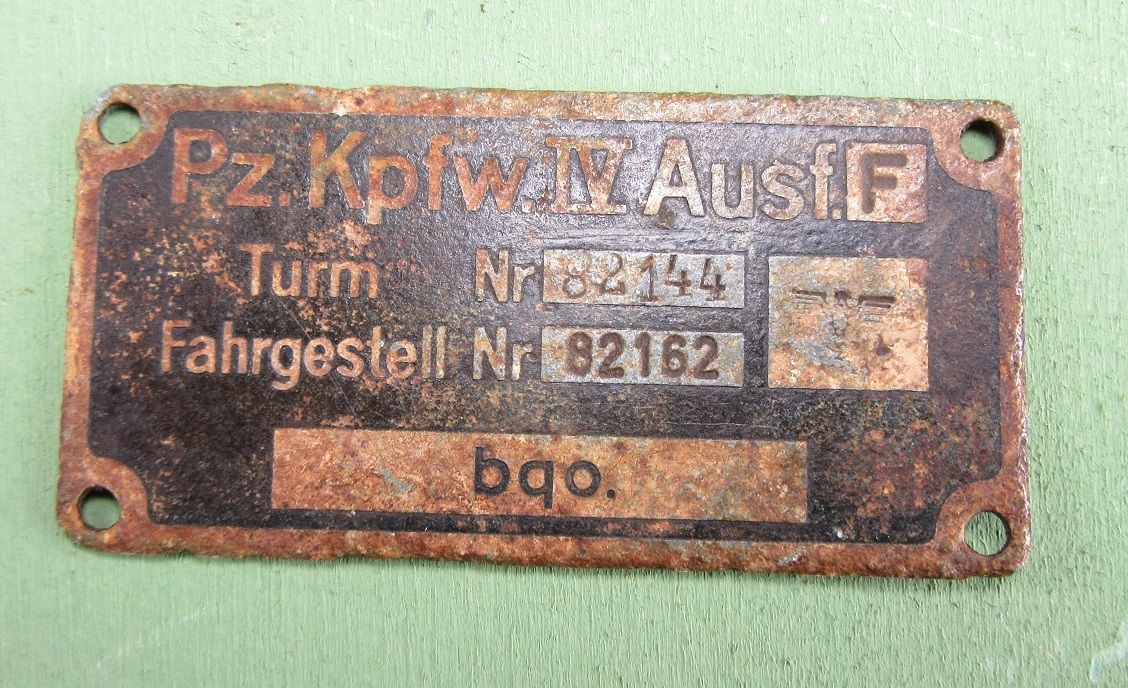 Pz. Kpfw. IV Ausf. F
Turm Nr 82144
Fahrgestell Nr 82162
bqo.